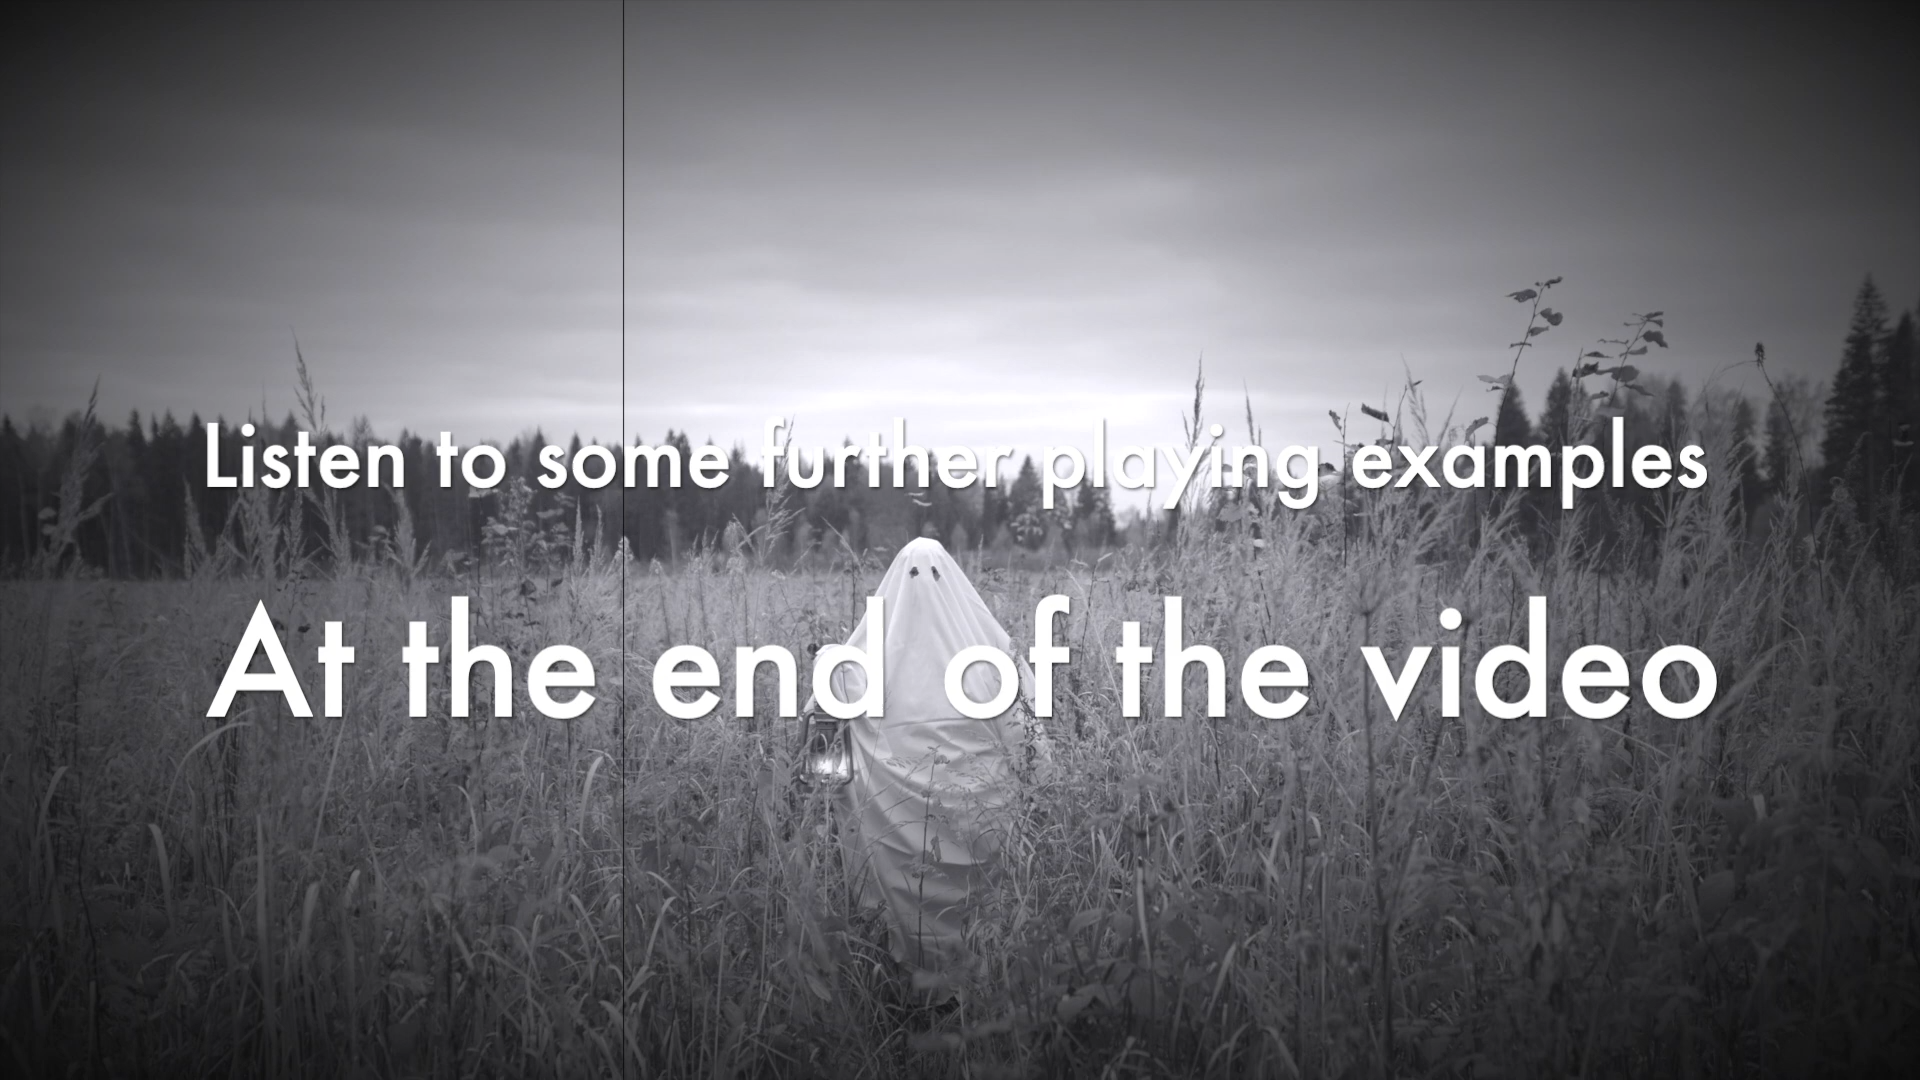 Listen to some further playing examples
At the end of the video